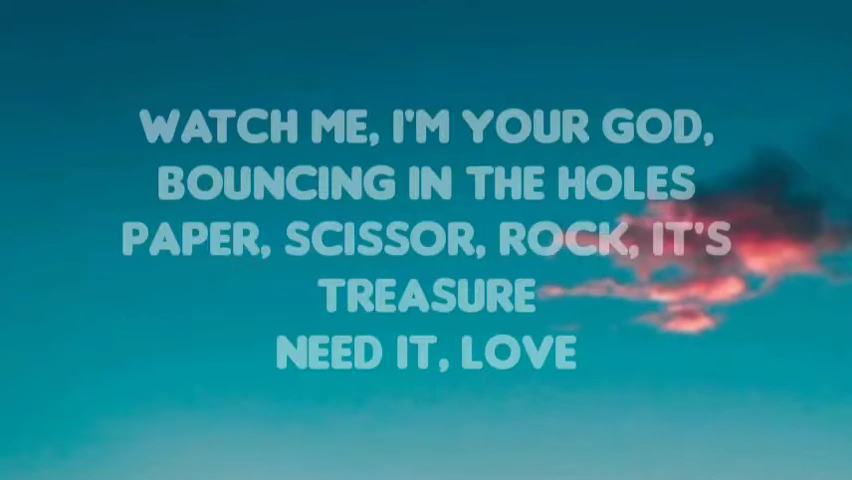 WATCH ME, I'M YOUR GOD,
BOUNCING IN THE HOLES
PAPER, SCISSOR, ROCK, IT'S
TREASURE
NEED IT, LOVE